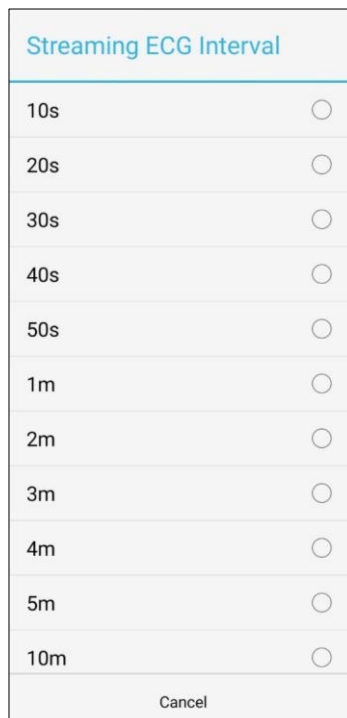 Streaming ECG Interval
10s
20s
30s
40s
50s
1m
2m
3m
4m
5m
10m
Cancel